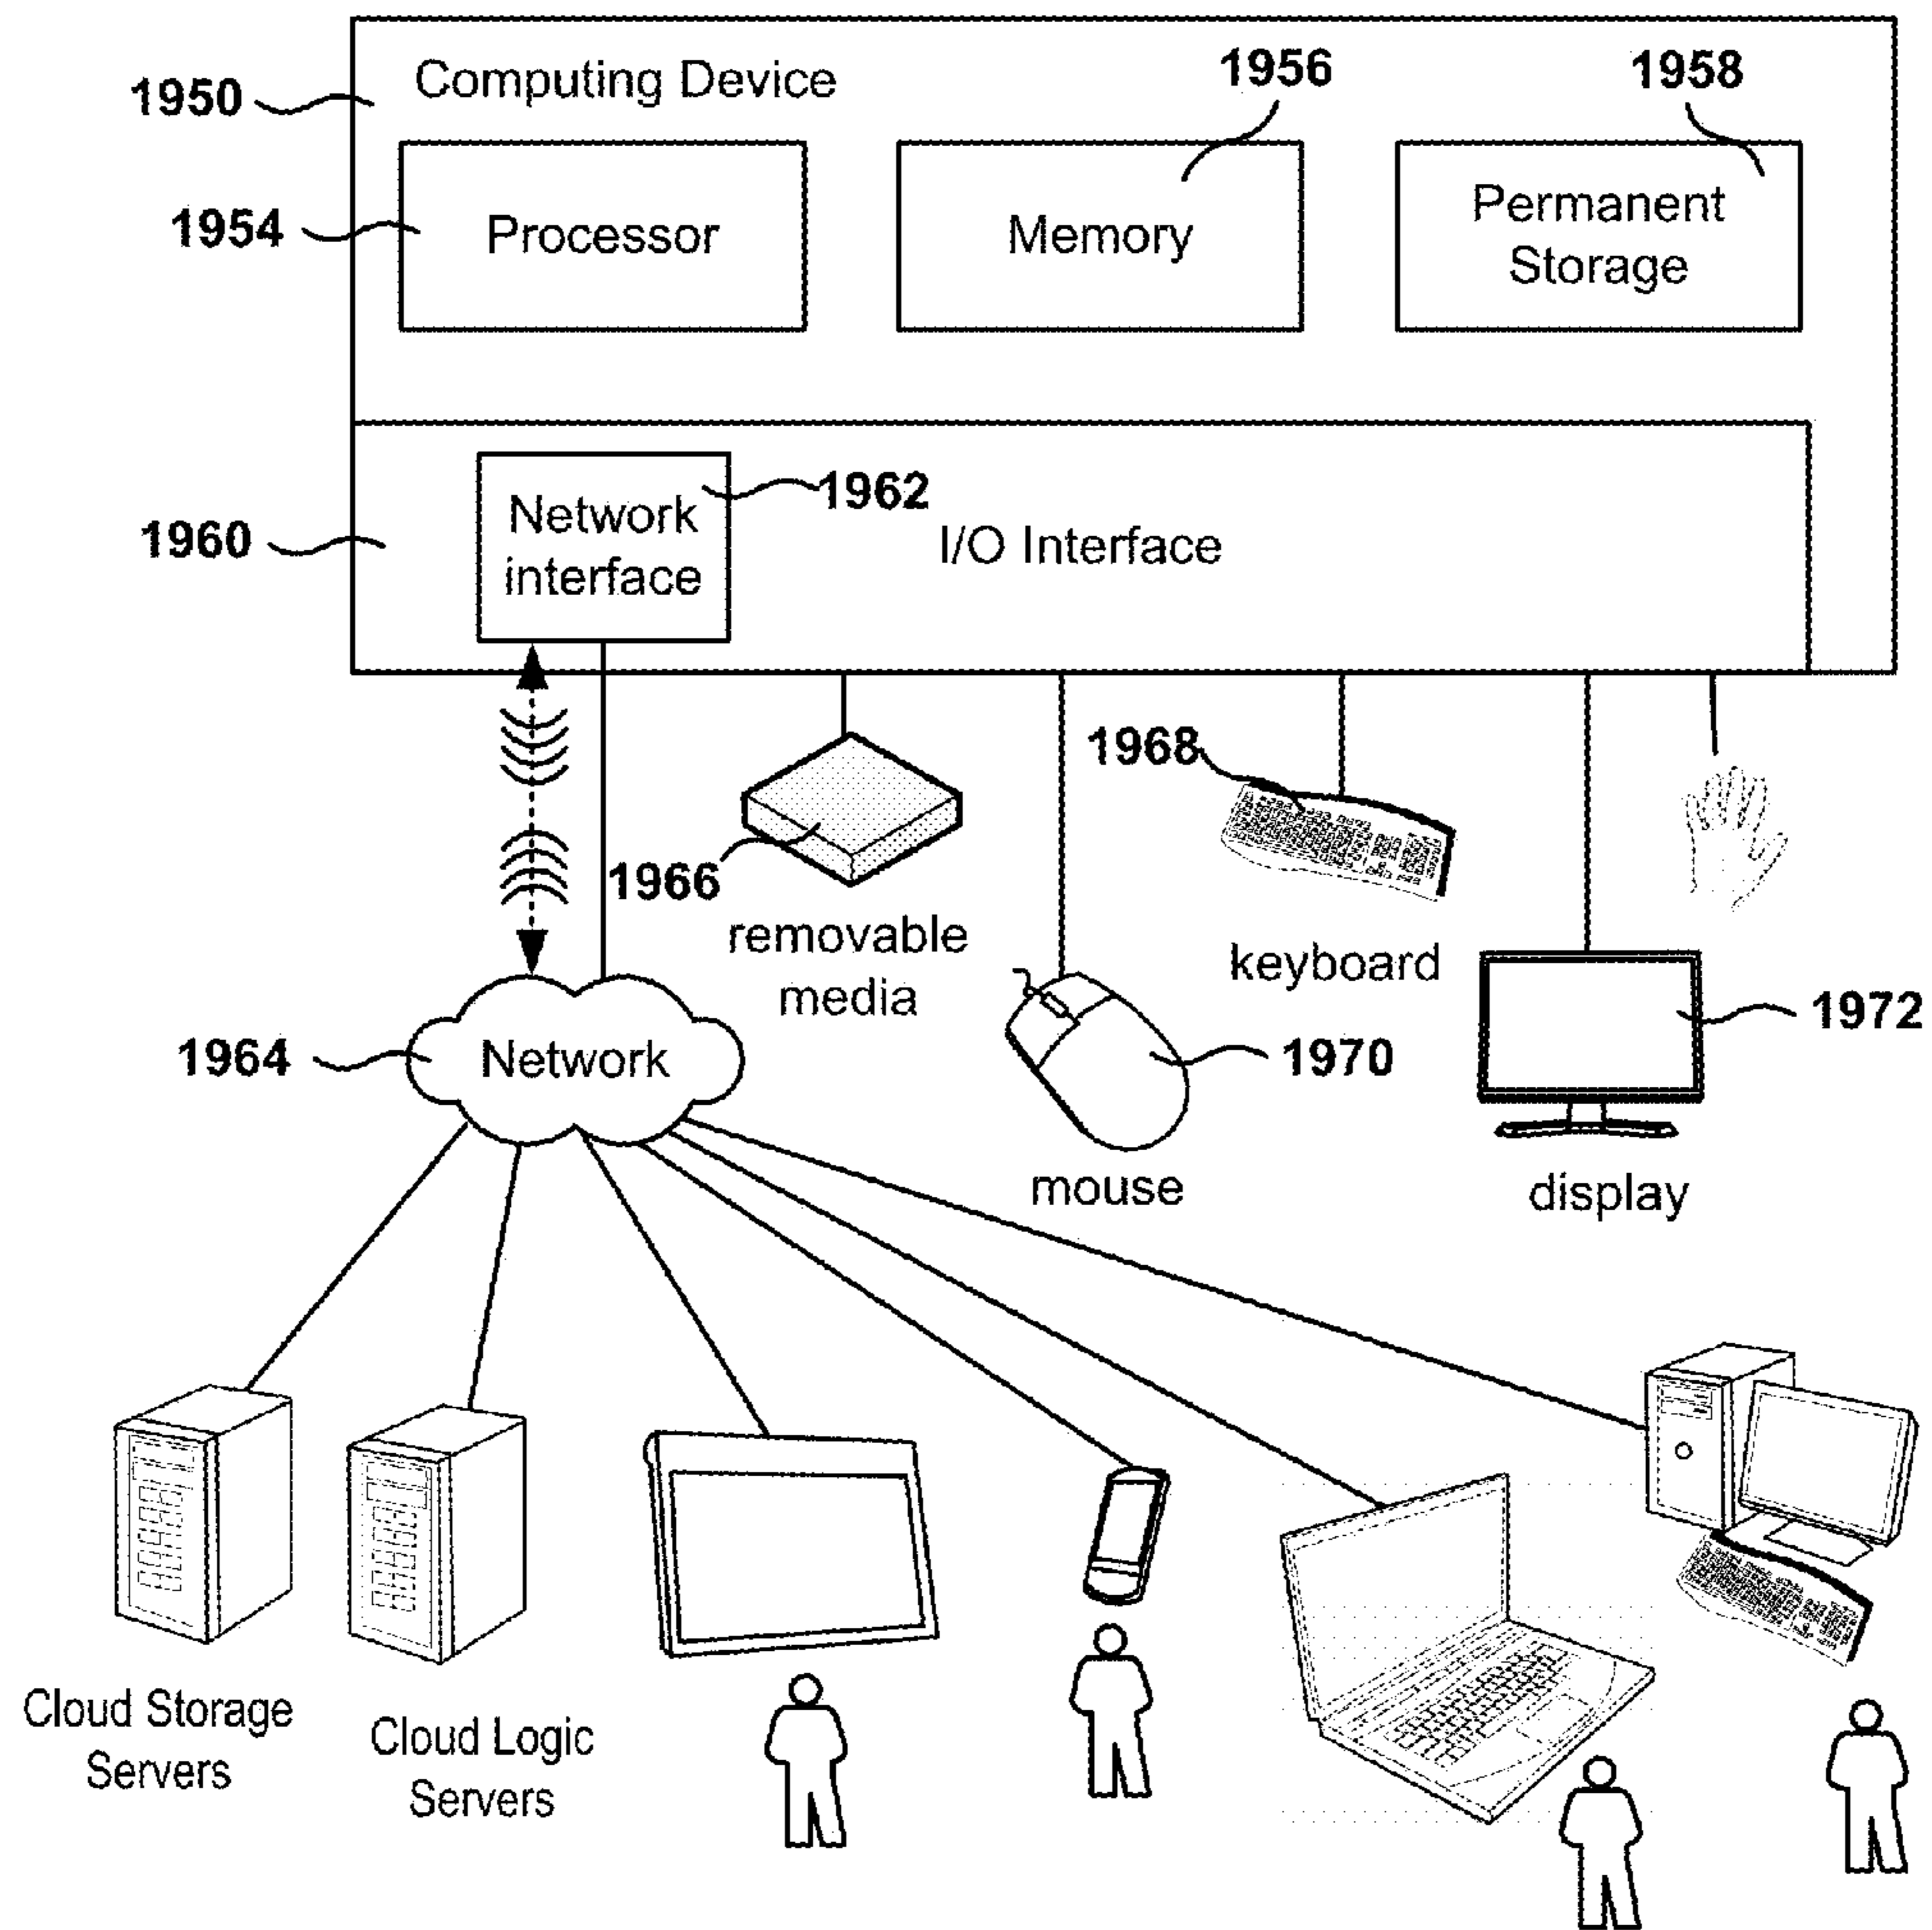 Computing Device
1950
1956
1958
1954
Processor
Memory
Permanent
Storage
1962
Network
interface
1960
I/O Interface
1968
1966
removable
media
keyboard
1972
1964
Network
1970
mouse
display
Cloud Storage
Servers
Cloud Logic
Servers